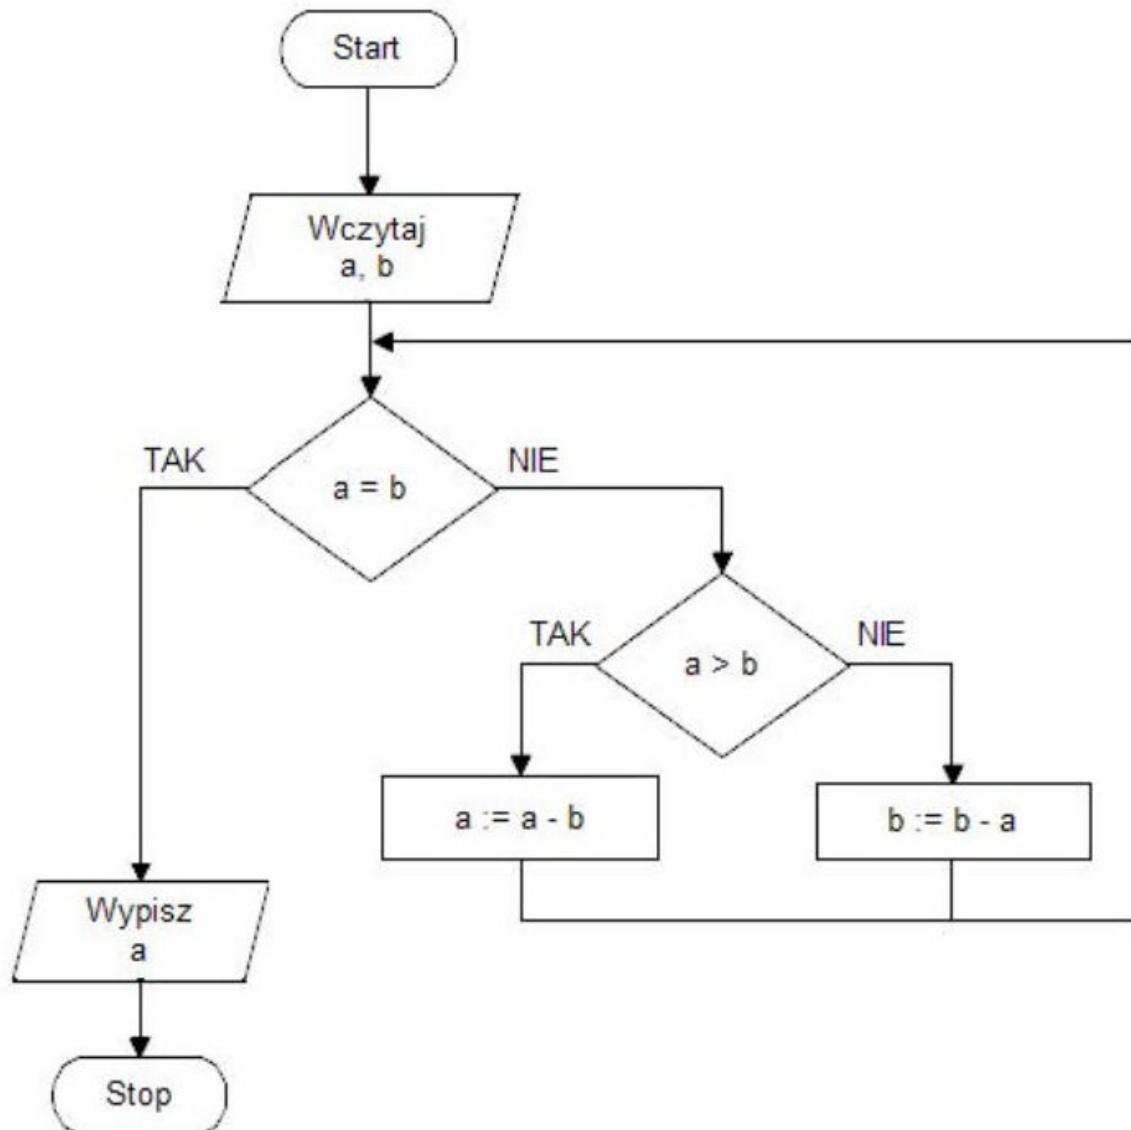 Start
Wczytaj
a, b
TAK
NIE
a = b
TAK
NIE
a > b
a := a - b
b := b - a
Wypisz
a
Stop